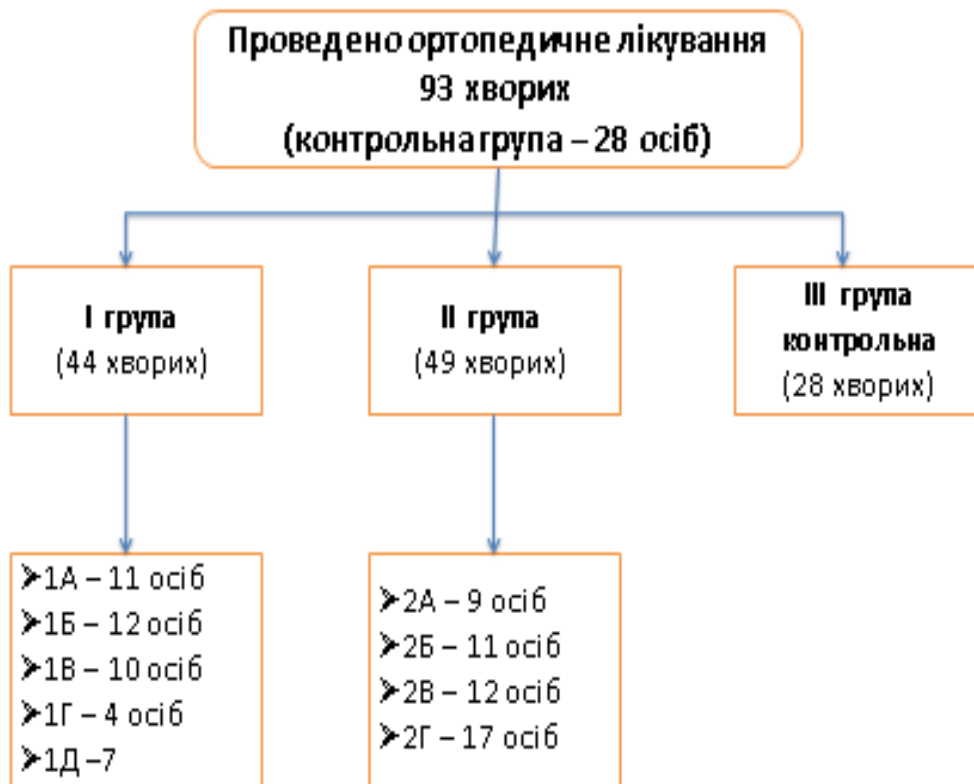 Проведено ортопедичне лікування
93 хворих
(контрольна група – 28 осіб)
I група
(44 хворих)
II група
(49 хворих)
III група
контрольна
(28 хворих)
➢1А – 11 осіб
➢1Б – 12 осіб
➢1В – 10 осіб
➢1Г – 4 осіб
➢1Д –7
➢2А – 9 осіб
➢2Б – 11 осіб
➢2В – 12 осіб
➢2Г – 17 осіб